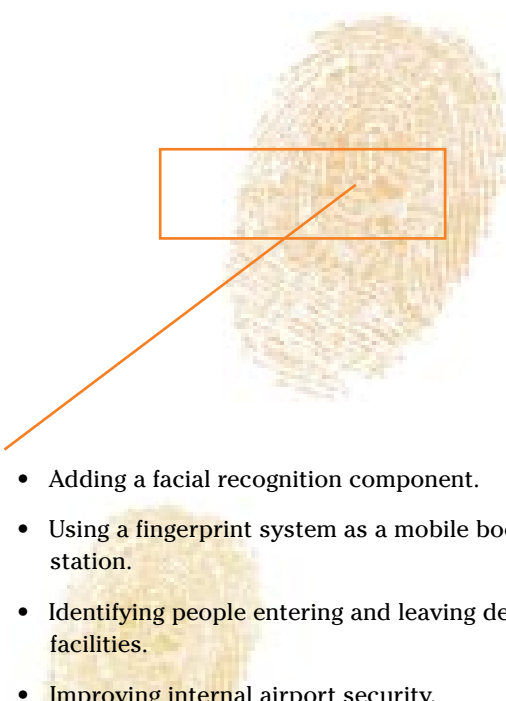 • Adding a facial recognition component.
• Using a fingerprint system as a mobile
station.
• Identifying people entering and leaving
facilities.
• Improving internal airport security.